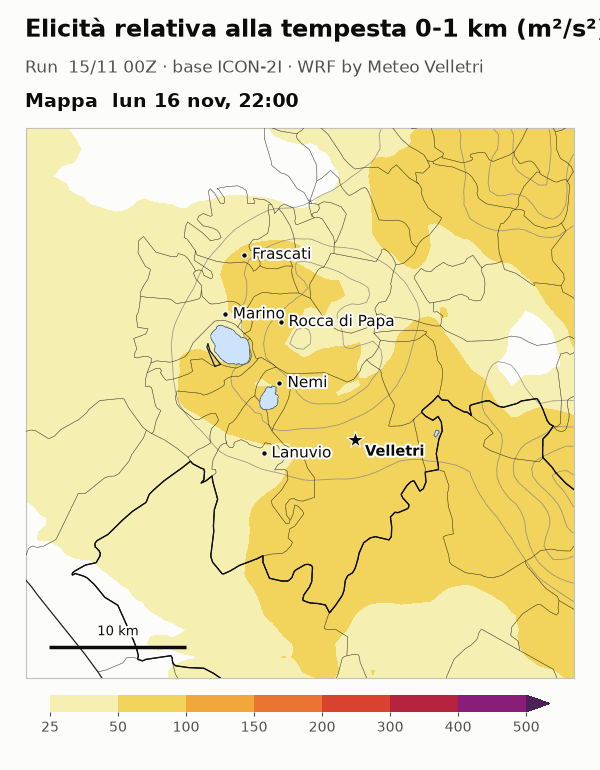 Elicità relativa alla tempesta 0-1 km (m²/s²)
Run  15/11 00Z · base ICON-2I · WRF by Meteo Velletri
Mappa  lun 16 nov, 22:00
Frascati
Marino
Rocca di Papa
Nemi
Velletri
Lanuvio
10 km
25 50 100 150 200 300 400 500